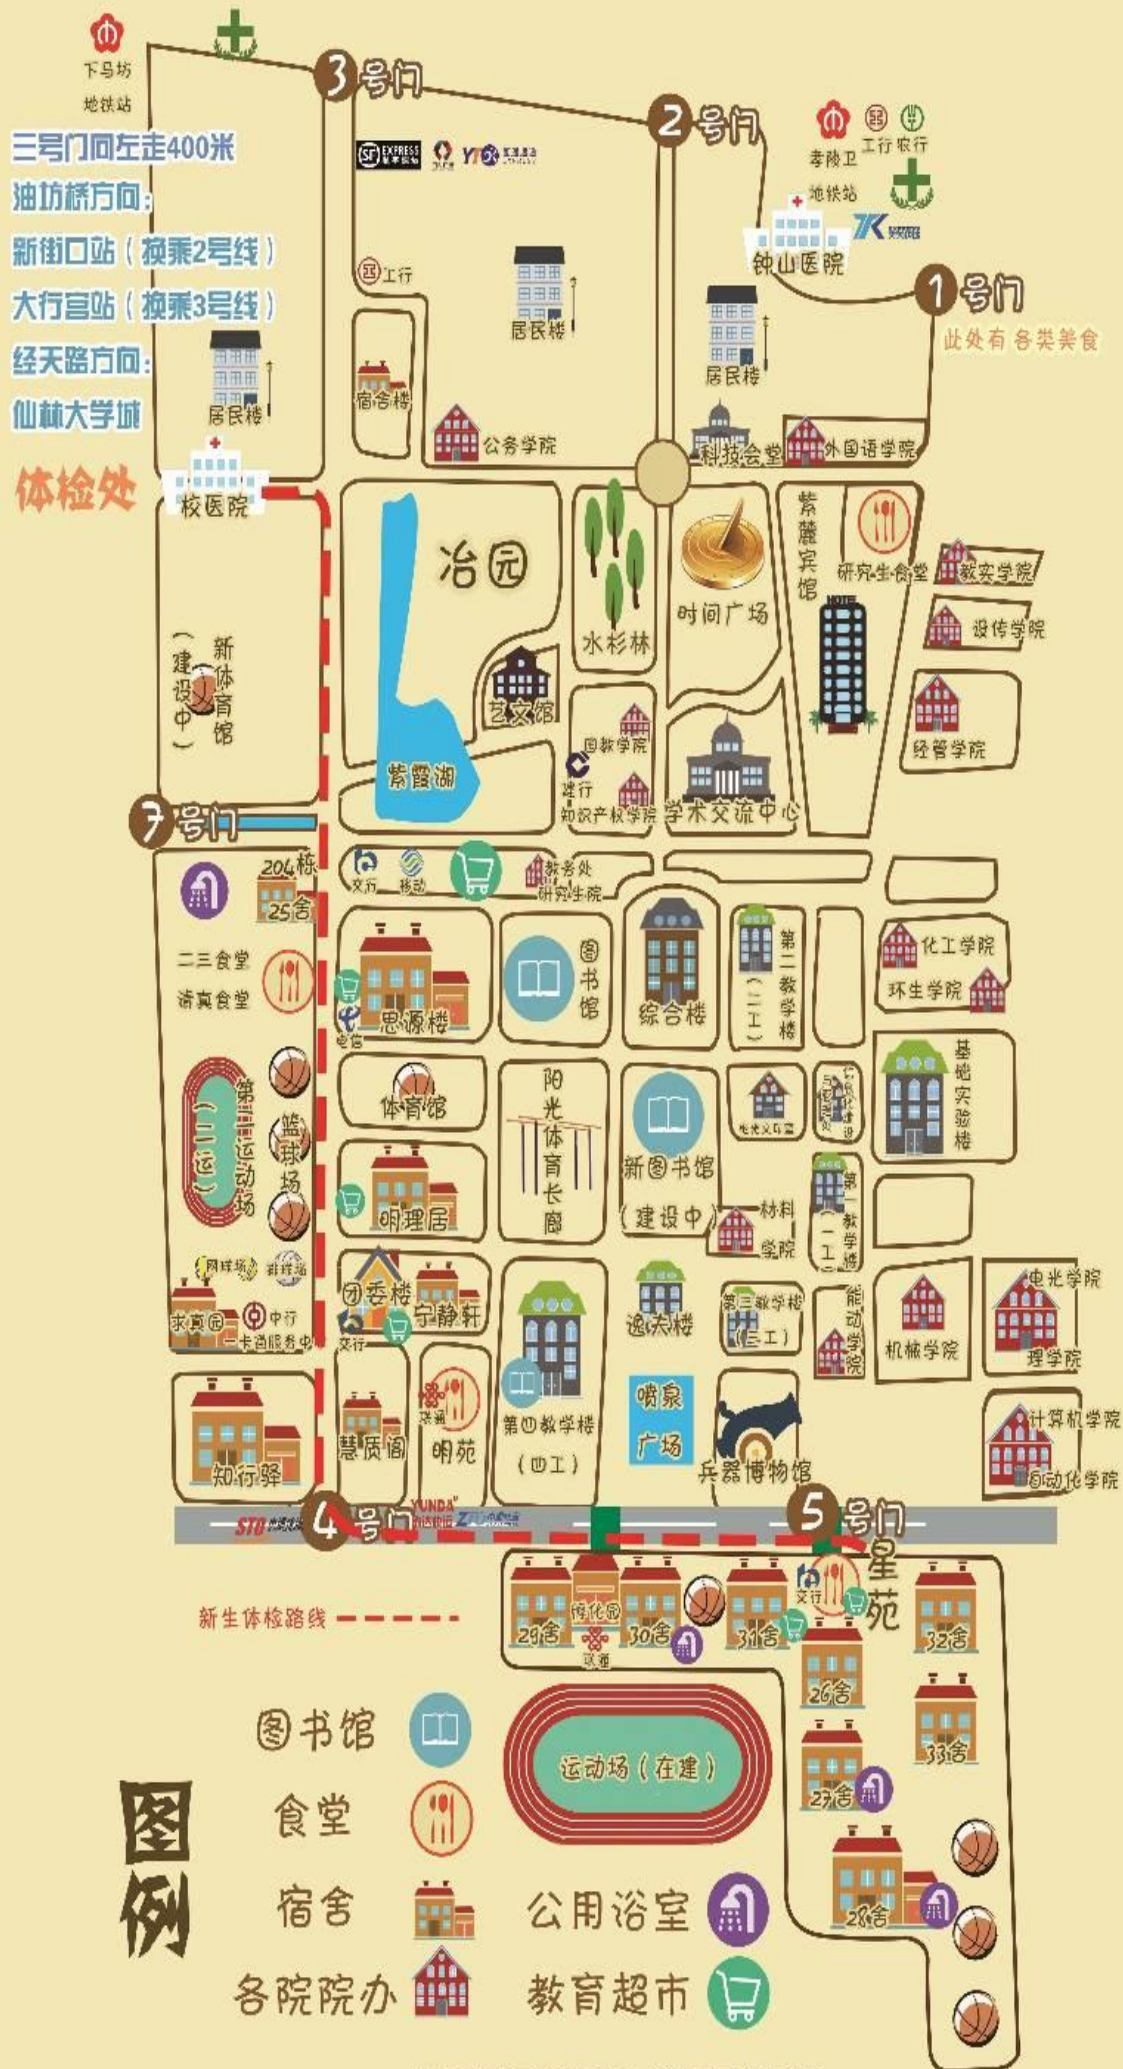 下马坊
地铁站
3号门
2号门
三号门向左走400米
油坊桥方向:
新街口站(换乘2号线)
大行宫站(换乘3号线)
经天路方向:
仙林大学城
SF EXPRESS
孝陵卫
地铁站
工行
农行
钟山医院
1号门
此处有 各类美食
工行
居民楼
居民楼
居民楼
宿舍楼
公务学院
科技会堂
外国语学院
体检处
校医院
冶园
水杉林
时间广场
紫麓宾馆
HOTEL
研究生食堂
教实学院
设传学院
经管学院
新体育馆
(建设中)
艺文馆
紫霞湖
国教学院
建行
知识产权学院
学术交流中心
7号门
204栋
25舍
交行
移动
教务处
研究生院
二三食堂
清真食堂
思源楼
电信
图书馆
综合楼
第二教学楼
(二工)
化工学院
环生学院
第二运动场
(二运)
篮球场
体育馆
阳光体育长廊
新图书馆
(建设中)
基础实验楼
明理居
材料
学院
第一教学楼
(一工)
网球场
排球场
求真园
中行
一卡通服务中
团委楼
宁静轩
交行
逸夫楼
第三教学楼
(三工)
能动学院
机械学院
电光学院
理学院
知行驿
慧质阁
联通
明苑
第四教学楼
(四工)
喷泉
广场
兵器博物馆
计算机学院
自动化学院
STO
4号门
YUNDA
韵达快运
5号门
星苑
29舍
博化园
联通
30舍
31舍
交行
26舍
32舍
27舍
33舍
28舍
新生体检路线
运动场(在建)
图例
图书馆
食堂
宿舍
各院院办
公用浴室
教育超市